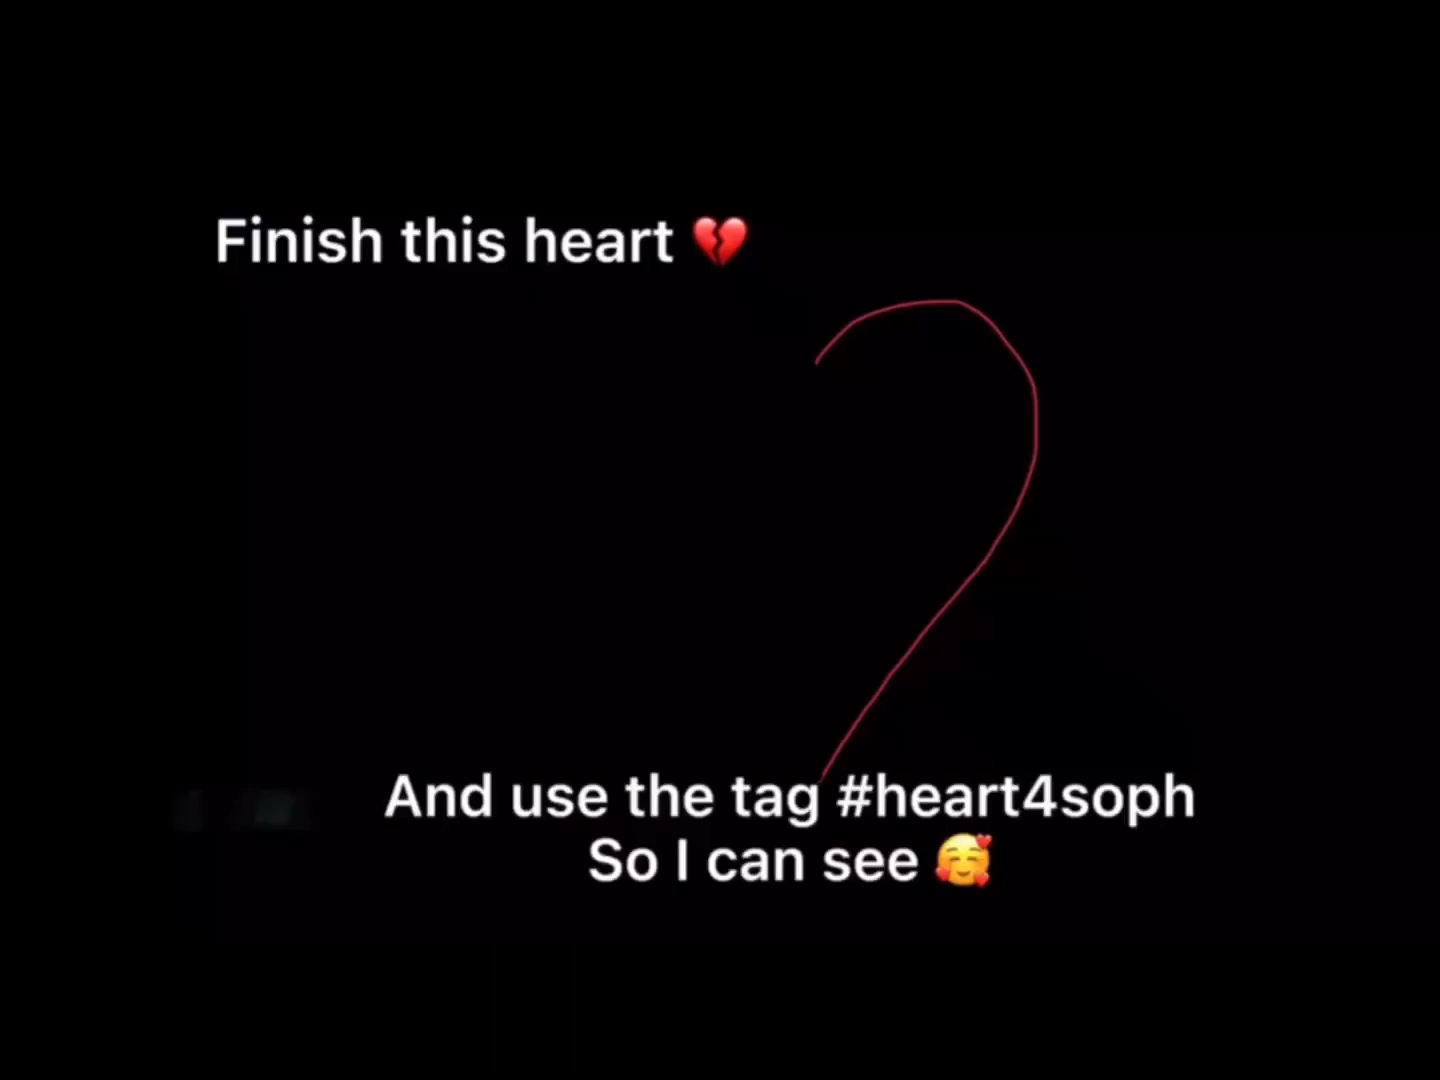 Finish this heart 💔
And use the tag #heart4soph
So I can see 🥰